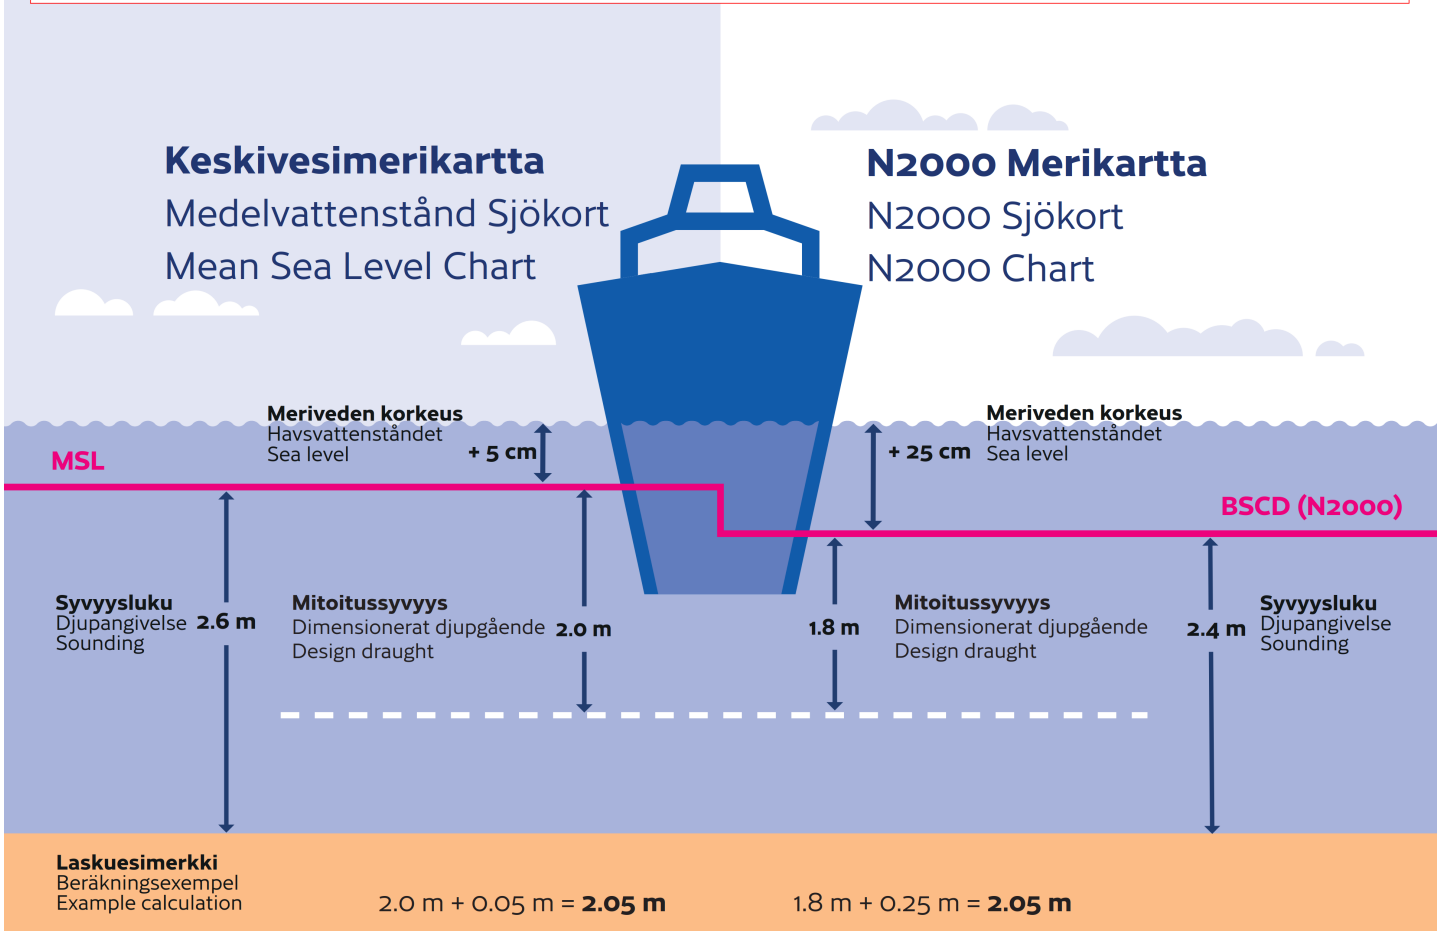 Keskivesimerikartta
Medelvattenstånd Sjökort
Mean Sea Level Chart
N2000 Merikartta
N2000 Sjökort
N2000 Chart
Meriveden korkeus
Havsvattenståndet
Sea level
+ 5 cm
+ 25 cm
Meriveden korkeus
Havsvattenståndet
Sea level
MSL
BSCD (N2000)
Syvyysluku
Djupangivelse
Sounding
2.6 m
Mitoitussyvyys
Dimensionerat djupgående
Design draught
2.0 m
1.8 m
Mitoitussyvyys
Dimensionerat djupgående
Design draught
2.4 m
Syvyysluku
Djupangivelse
Sounding
Laskuesimerkki
Beräkningsexempel
Example calculation
2.0 m + 0.05 m = 2.05 m
1.8 m + 0.25 m = 2.05 m